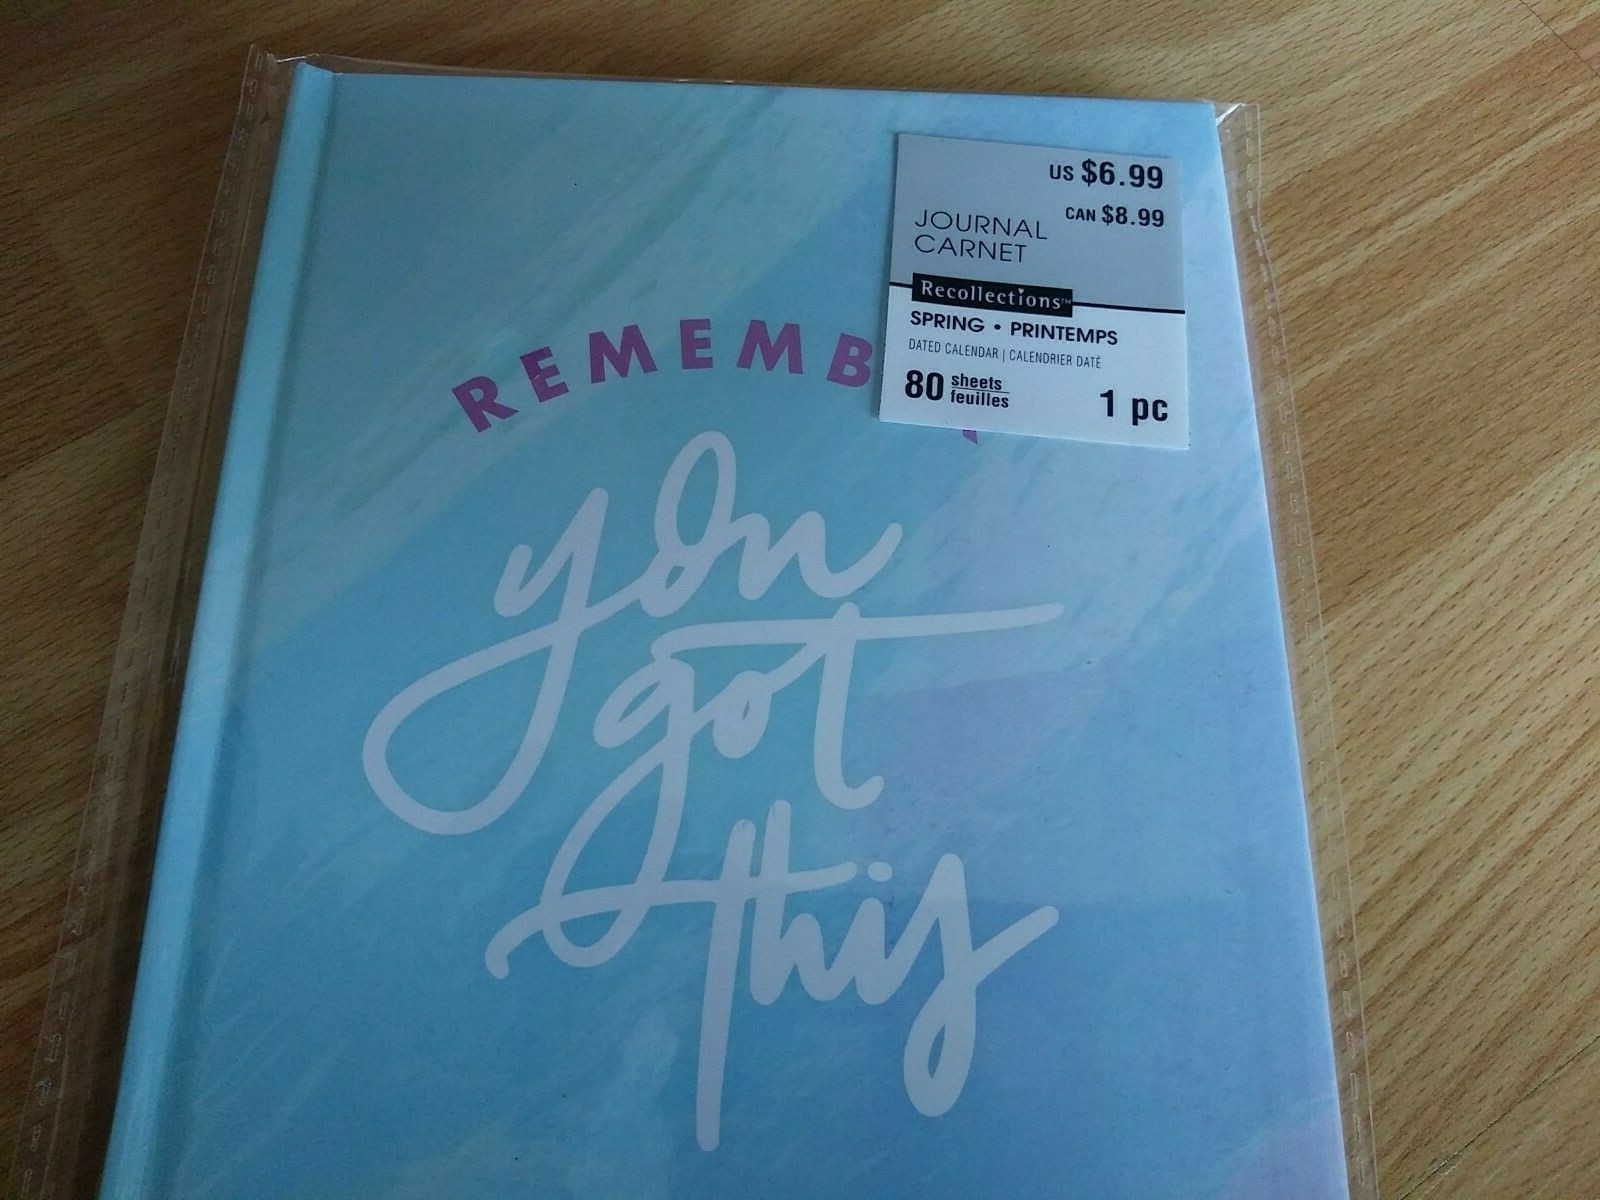 US $6.99
CAN $8.99
JOURNAL
CARNET
Recollections™
SPRING • PRINTEMPS
DATED CALENDAR | CALENDRIER DATÉ
80 sheets
feuilles
1 pc
REMEMB
you
got
this